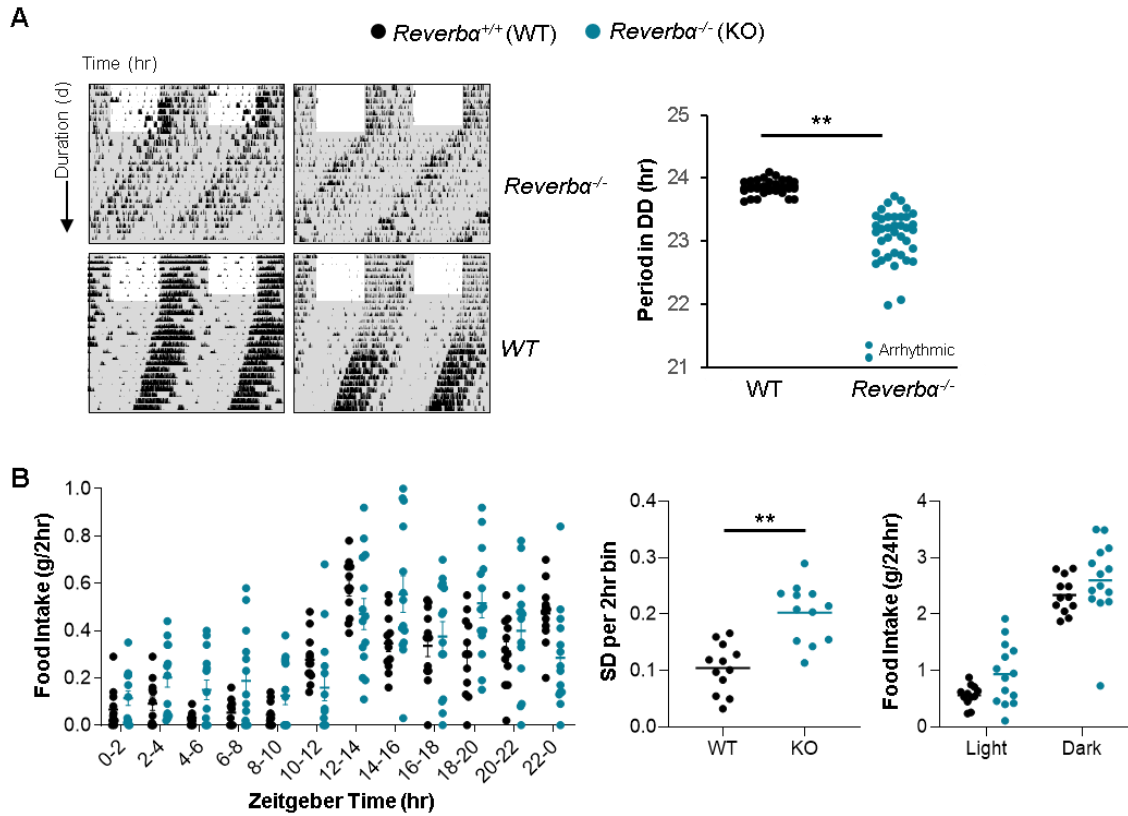 A
Reverbα+/+ (WT) Reverbα-/- (KO)
Time (hr)
Duration (d)
Reverbα-/-
WT
Period in DD (hr)
25
24
23
22
21
**
Arrhythmic
WT Reverbα-/-
B
Food Intake (g/2hr)
1.0
0.8
0.6
0.4
0.2
0.0
0-2 2-4 4-6 6-8 8-10 10-12 12-14 14-16 16-18 18-20 20-22 22-0
Zeitgeber Time (hr)
SD per 2hr bin
0.4
0.3
0.2
0.1
0.0
**
WT KO
Food Intake (g/24hr)
4
3
2
1
0
Light Dark